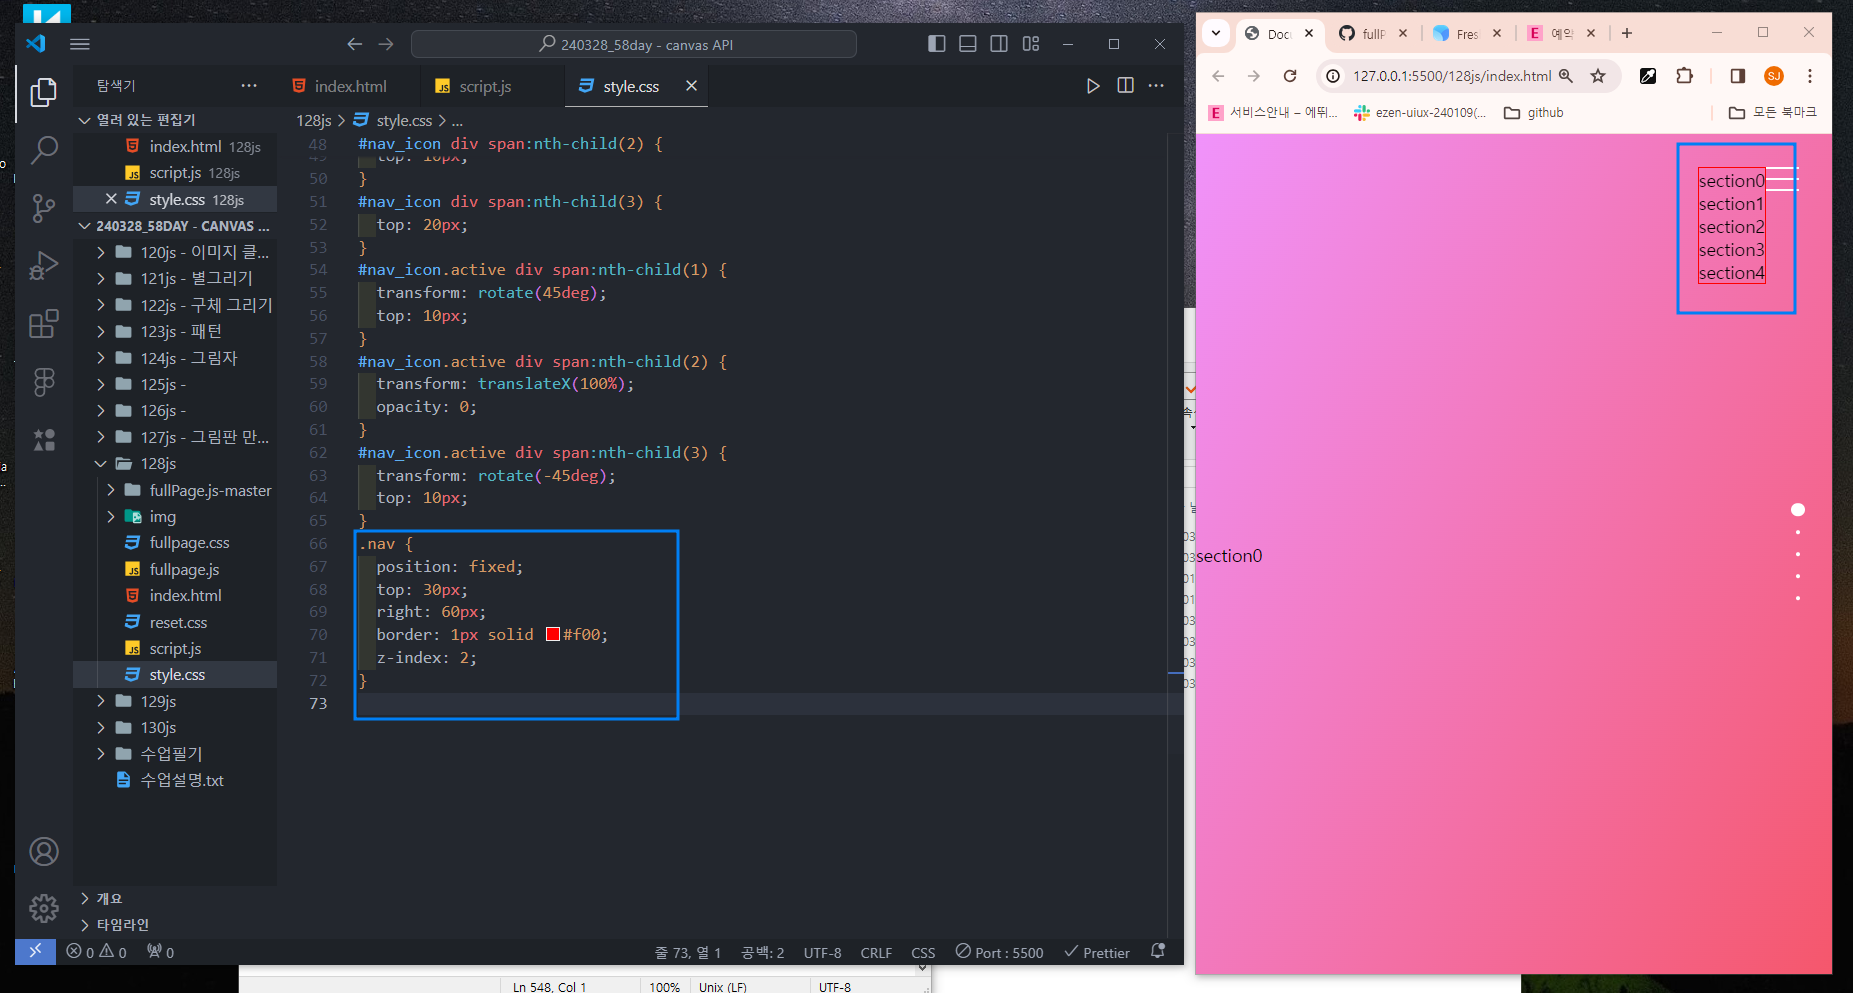 240328_58day - canvas API
탐색기
index.html
script.js
style.css
열려 있는 편집기
index.html 128js
script.js 128js
style.css 128js
240328_58DAY - CANVAS ...
120js - 이미지 클...
121js - 별그리기
122js - 구체 그리기
123js - 패턴
124js - 그림자
125js -
126js -
127js - 그림판 만...
128js
fullPage.js-master
img
fullpage.css
fullpage.js
index.html
reset.css
script.js
style.css
129js
130js
수업필기
수업설명.txt
개요
타임라인
128js > style.css > ...
48 #nav_icon div span:nth-child(2) {
49 top: 10px;
50 }
51 #nav_icon div span:nth-child(3) {
52 top: 20px;
53 }
54 #nav_icon.active div span:nth-child(1) {
55 transform: rotate(45deg);
56 top: 10px;
57 }
58 #nav_icon.active div span:nth-child(2) {
59 transform: translateX(100%);
60 opacity: 0;
61 }
62 #nav_icon.active div span:nth-child(3) {
63 transform: rotate(-45deg);
64 top: 10px;
65 }
66 .nav {
67 position: fixed;
68 top: 30px;
69 right: 60px;
70 border: 1px solid #f00;
71 z-index: 2;
72 }
73
0 0 0
줄 73, 열 1 공백: 2 UTF-8 CRLF CSS Port : 5500 Prettier
Ln 548, Col 1 100% Unix (LF) UTF-8
Docu
fullP
Fres
예약
127.0.0.1:5500/128js/index.html
SJ
서비스안내 – 에뛰...
ezen-uiux-240109(...
github
모든 북마크
section0
section1
section2
section3
section4
section0